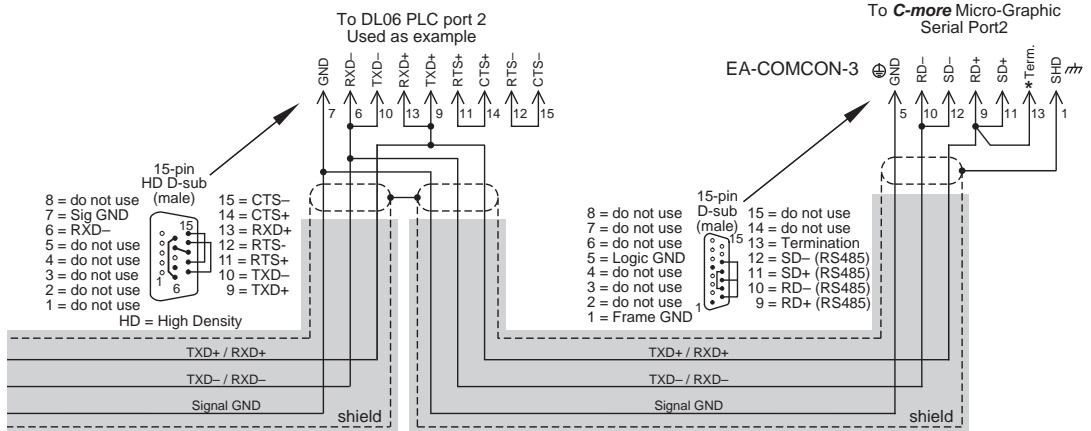 To DL06 PLC port 2
Used as example
GND
RXD–
TXD–
RXD+
TXD+
RTS+
CTS+
RTS–
CTS–
7 6 10 13 9 11 14 12 15
To C-more Micro-Graphic
Serial Port2
EA-COMCON-3
GND
RD–
SD–
RD+
SD+
*Term.
SHD
5 10 12 9 11 13 1
15-pin
HD D-sub
(male)
8 = do not use
7 = Sig GND
6 = RXD–
5 = do not use
4 = do not use
3 = do not use
2 = do not use
1 = do not use
15
1
6
15 = CTS–
14 = CTS+
13 = RXD+
12 = RTS-
11 = RTS+
10 = TXD–
9 = TXD+
HD = High Density
15-pin
D-sub
(male)
8 = do not use
7 = do not use
6 = do not use
5 = Logic GND
4 = do not use
3 = do not use
2 = do not use
1 = Frame GND
15
1
15 = do not use
14 = do not use
13 = Termination
12 = SD– (RS485)
11 = SD+ (RS485)
10 = RD– (RS485)
9 = RD+ (RS485)
TXD+ / RXD+
TXD– / RXD–
Signal GND
shield
TXD+ / RXD+
TXD– / RXD–
Signal GND
shield